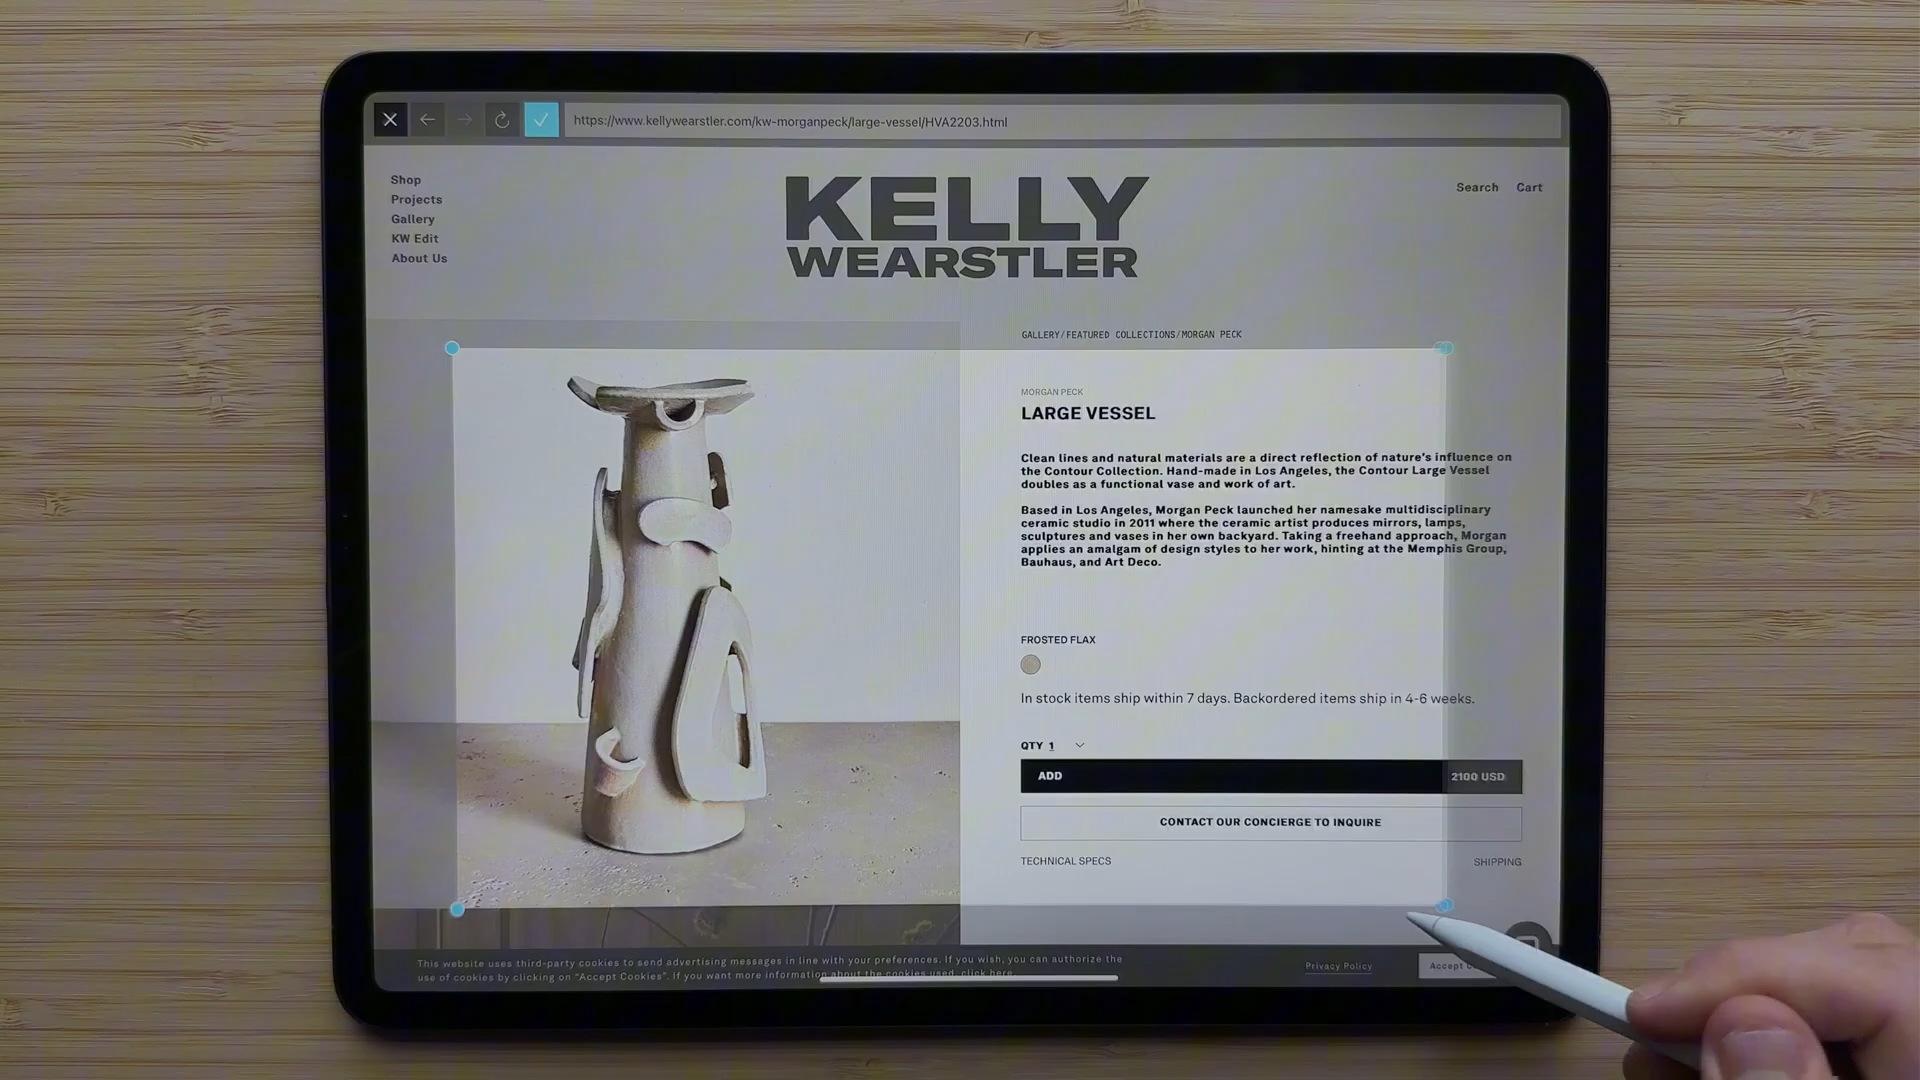 https://www.kellywearstler.com/kw-morganpeck/large-vessel/HVA2203.html
Shop
Projects
Gallery
KW Edit
About Us
KELLY
WEARSTLER
Search Cart
GALLERY/FEATURED COLLECTIONS/MORGAN PECK
MORGAN PECK
LARGE VESSEL
Clean lines and natural materials are a direct reflection of nature's influence on
the Contour Collection. Hand-made in Los Angeles, the Contour Large Vessel
doubles as a functional vase and work of art.
Based in Los Angeles, Morgan Peck launched her namesake multidisciplinary
ceramic studio in 2011 where the ceramic artist produces mirrors, lamps,
sculptures and vases in her own backyard. Taking a freehand approach, Morgan
applies an amalgam of design styles to her work, hinting at the Memphis Group,
Bauhaus, and Art Deco.
FROSTED FLAX
In stock items ship within 7 days. Backordered items ship in 4-6 weeks.
QTY 1
ADD 2100 USD
CONTACT OUR CONCIERGE TO INQUIRE
TECHNICAL SPECS SHIPPING
This website uses third-party cookies to send advertising messages in line with your preferences. If you wish, you can authorize the
use of cookies by clicking on "Accept Cookies". If you want more information about the cookies used, click here.
Privacy Policy
Accept